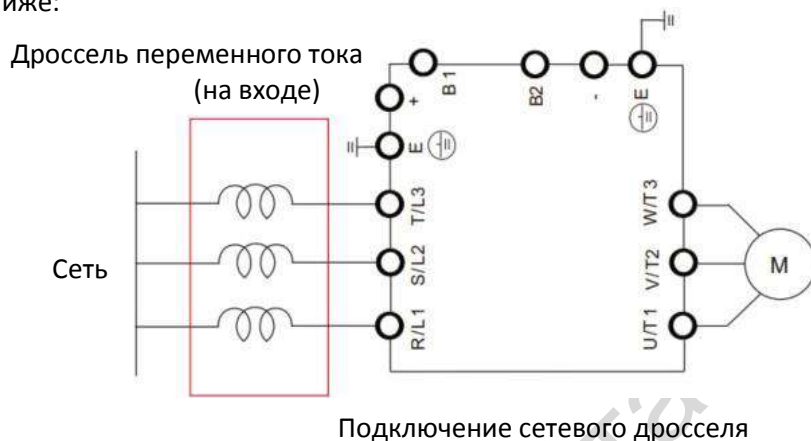 иже:
Дроссель переменного тока
(на входе)
B1
B2
-
E
+
E
T/L3
W/T3
Сеть
S/L2
V/T2
M
R/L1
U/T1
Подключение сетевого дросселя